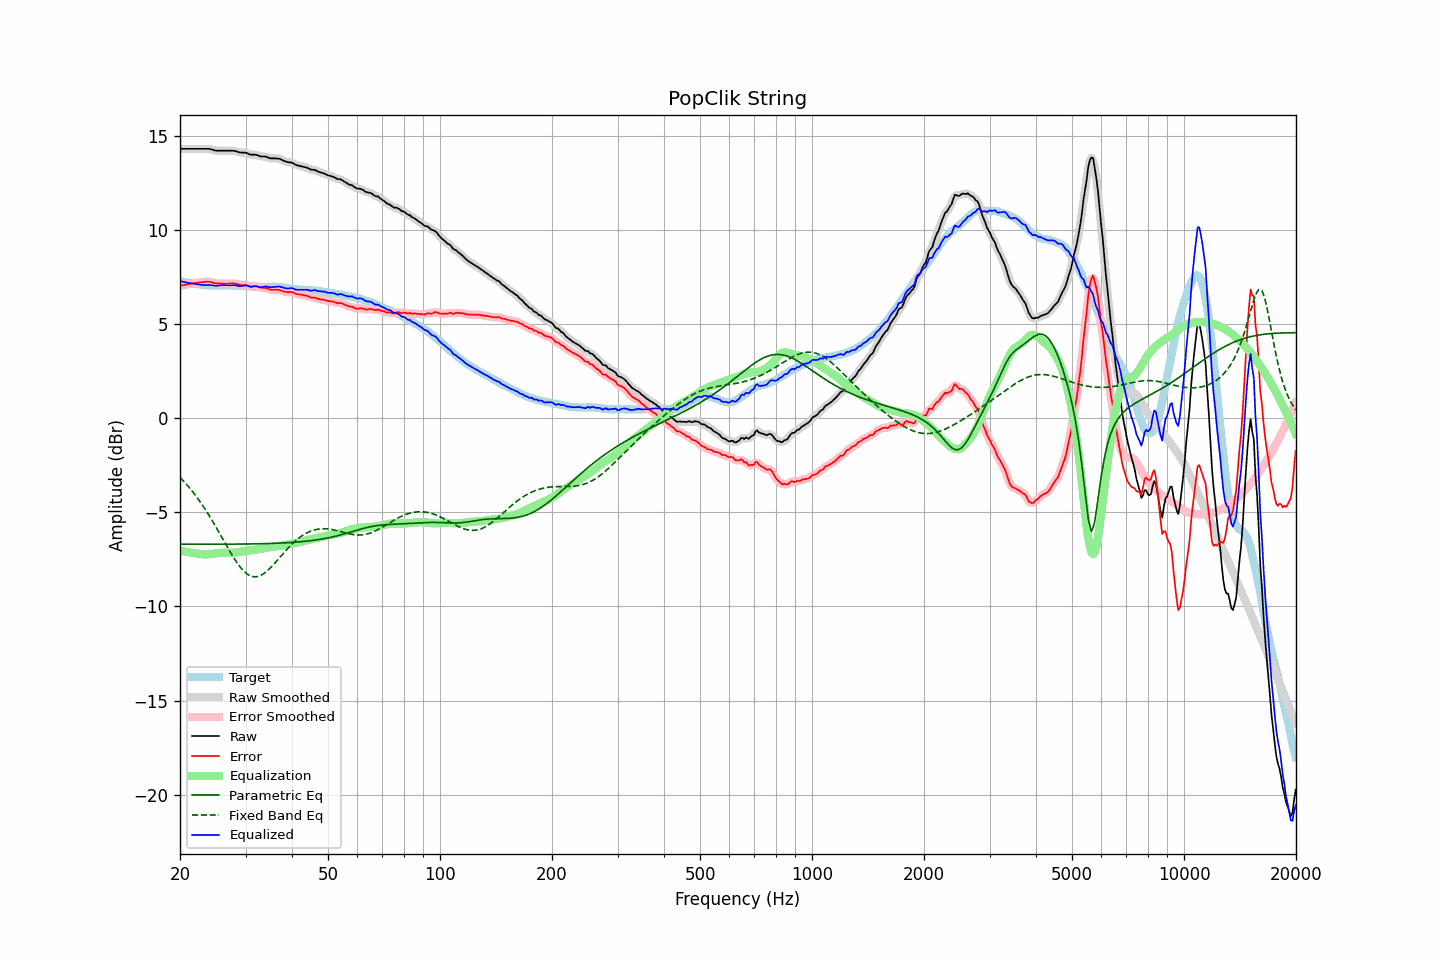 PopClik String
Amplitude (dBr)
15
10
5
0
−5
−10
−15
−20
Target
Raw Smoothed
Error Smoothed
Raw
Error
Equalization
Parametric Eq
Fixed Band Eq
Equalized
20 50 100 200 500 1000 2000 5000 10000 20000
Frequency (Hz)